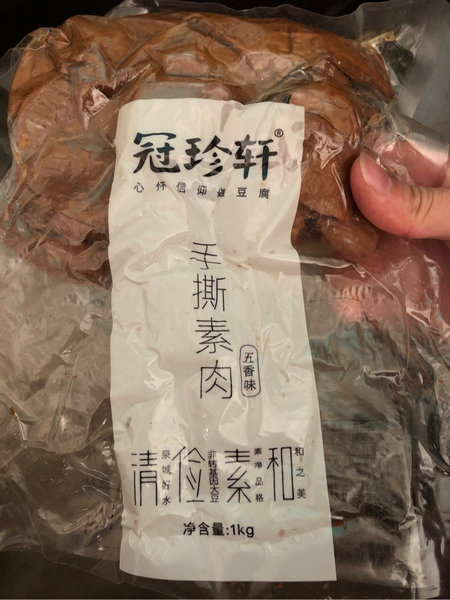 冠珍轩®
心怀信仰做豆腐
手撕素肉
五香味
清 泉城好水
俭 非转基因大豆
素 素净品格
和 和之美
净含量:1kg